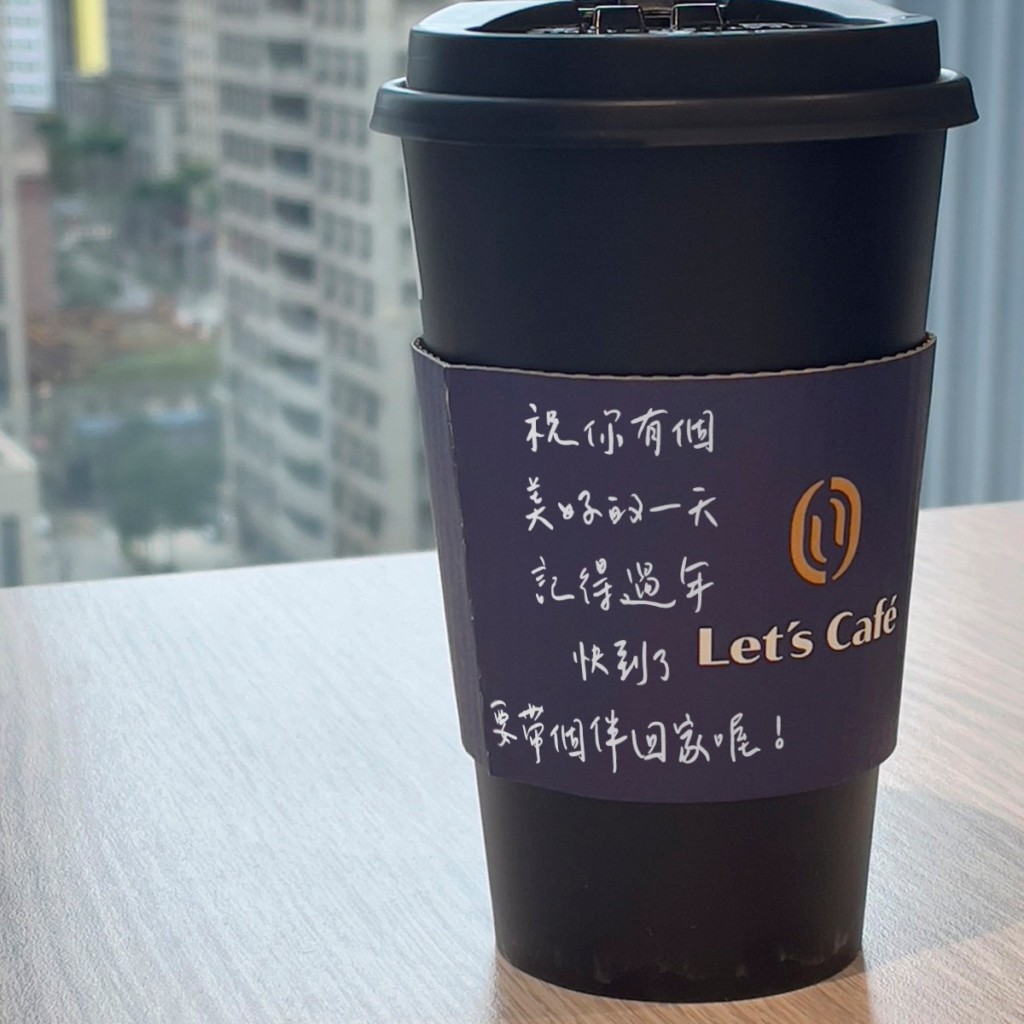 祝你有個
美好的一天
記得過年
快到了
要帶個伴回家喔！
Let's Café